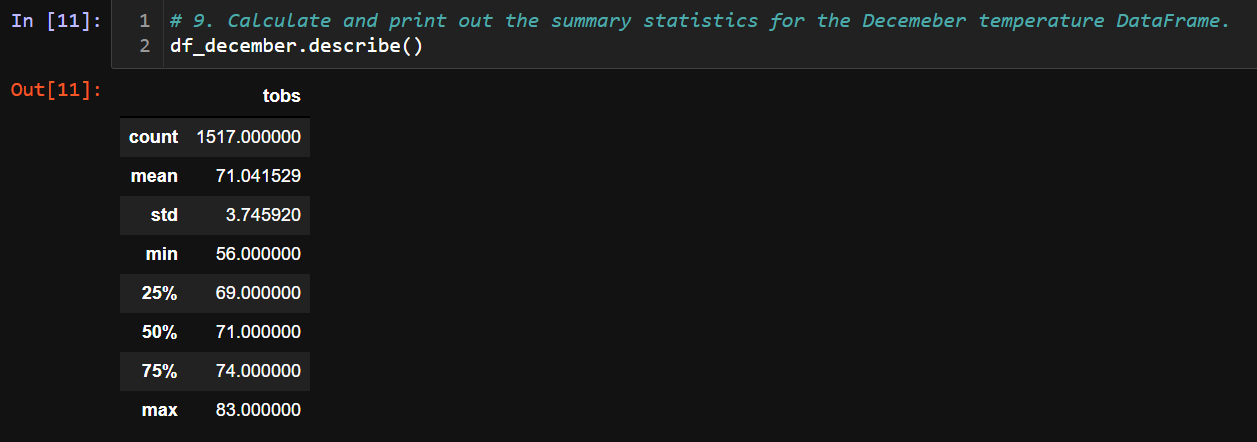 In [11]:
1 # 9. Calculate and print out the summary statistics for the Decemeber temperature DataFrame.
2 df_december.describe()
Out[11]:
tobs
count 1517.000000
mean 71.041529
std 3.745920
min 56.000000
25% 69.000000
50% 71.000000
75% 74.000000
max 83.000000